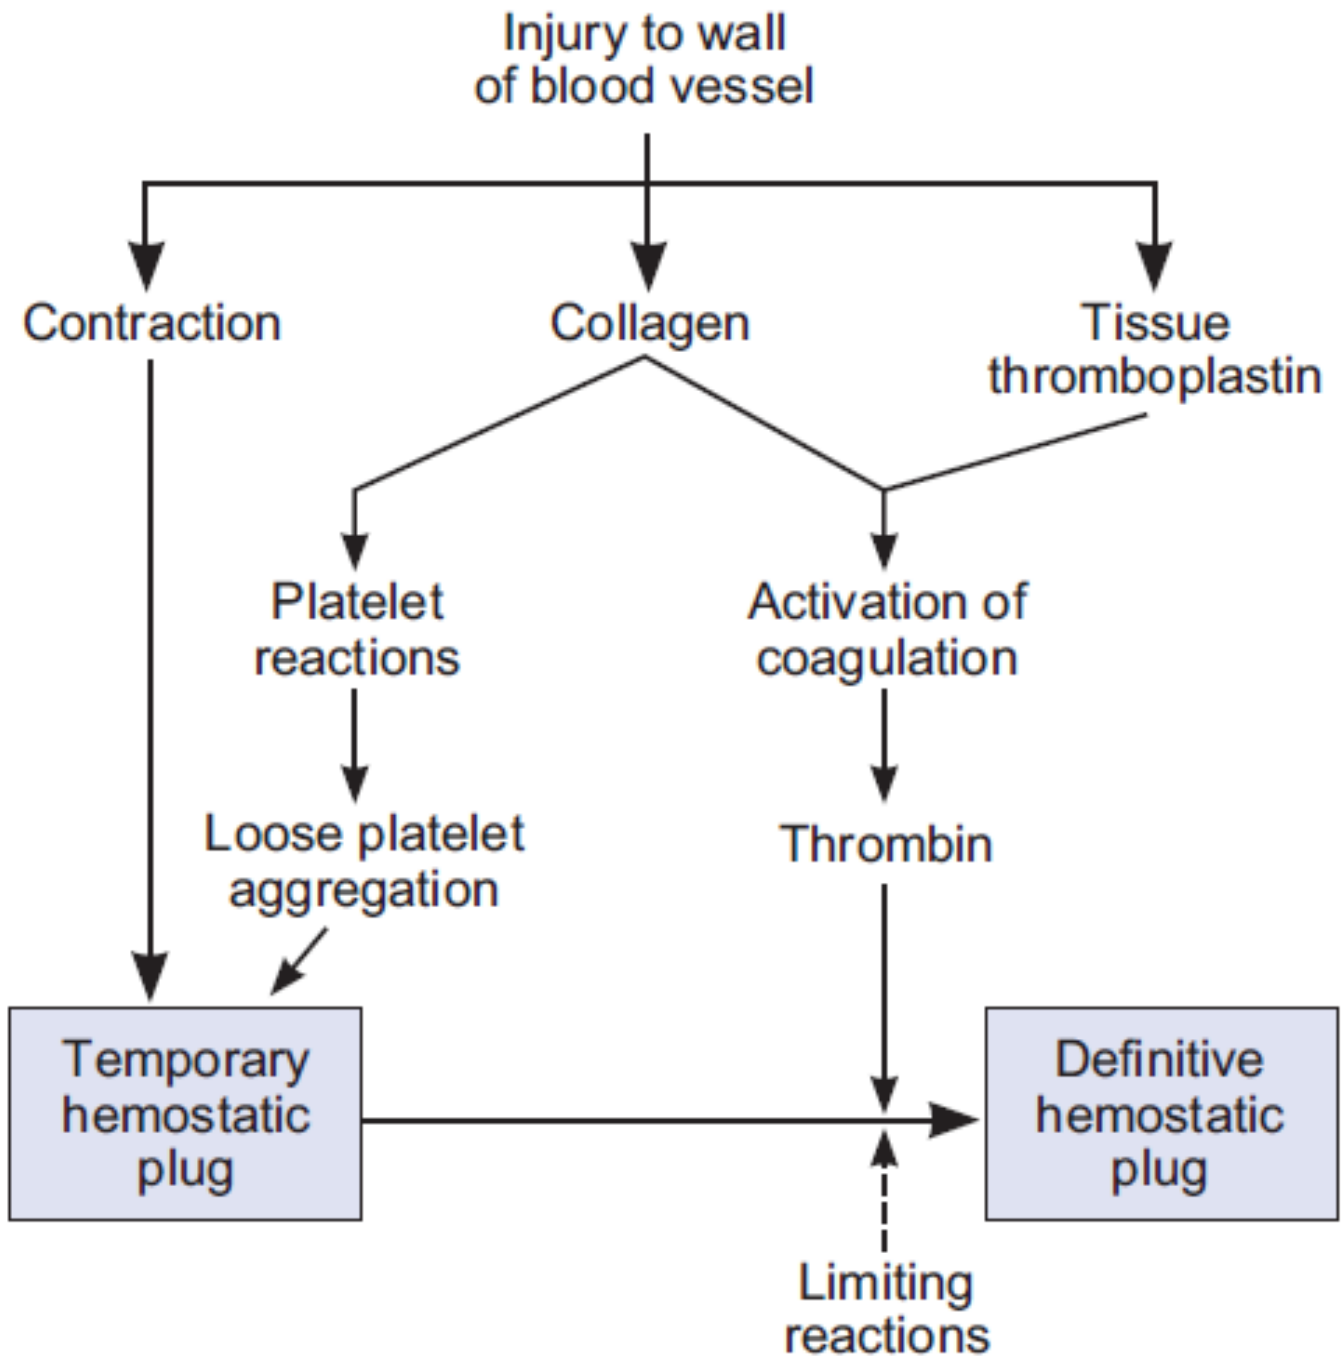 Injury to wall
of blood vessel
Contraction
Collagen
Tissue
thromboplastin
Platelet
reactions
Activation of
coagulation
Loose platelet
aggregation
Thrombin
Temporary
hemostatic
plug
Definitive
hemostatic
plug
Limiting
reactions